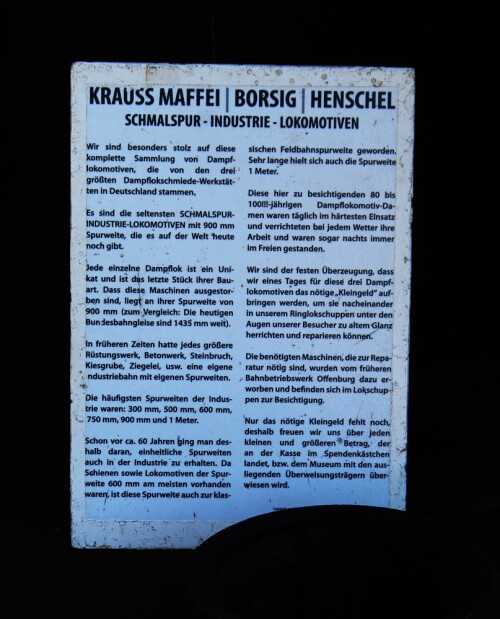 KRAUSS MAFFEI | BORSIG | HENSCHEL
SCHMALSPUR - INDUSTRIE - LOKOMOTIVEN
Wir sind besonders stolz auf diese
komplette Sammlung von Dampf-
lokomotiven, die von den drei
größten Dampflokschmiede-Werkstät-
ten in Deutschland stammen.
Es sind die seltensten SCHMALSPUR-
INDUSTRIE-LOKOMOTIVEN mit 900 mm
Spurweite, die es auf der Welt heute
noch gibt.
Jede einzelne Dampflok ist ein Uni-
kat und ist das letzte Stück ihrer Bau-
art. Dass diese Maschinen ausgestor-
ben sind, liegt an ihrer Spurweite von
900 mm (zum Vergleich: Die heutigen
Bundesbahngleise sind 1435 mm weit).
In früheren Zeiten hatte jedes größere
Rüstungswerk, Betonwerk, Steinbruch,
Kiesgrube, Ziegelei, usw. eine eigene
Industriebahn mit eigenen Spurweiten.
Die häufigsten Spurweiten der Indus-
trie waren: 300 mm, 500 mm, 600 mm,
750 mm, 900 mm und 1 Meter.
Schon vor ca. 60 Jahren ging man des-
halb daran, einheitliche Spurweiten
auch in der Industrie zu erhalten. Da
Schienen sowie Lokomotiven der Spur-
weite 600 mm am meisten vorhanden
waren, ist diese Spurweite auch zur klas-
sischen Feldbahnspurweite geworden.
Sehr lange hielt sich auch die Spurweite
1 Meter.
Diese hier zu besichtigenden 80 bis
100!!!-jährigen Dampflokomotiv-Da-
men waren täglich im härtesten Einsatz
und verrichteten bei jedem Wetter ihre
Arbeit und waren sogar nachts immer
im Freien gestanden.
Wir sind der festen Überzeugung, dass
wir eines Tages für diese drei Dampf-
lokomotiven das nötige „Kleingeld" auf-
bringen werden, um sie nacheinander
in unserem Ringlokschuppen unter den
Augen unserer Besucher zu altem Glanz
herrichten und reparieren können.
Die benötigten Maschinen, die zur Repa-
ratur nötig sind, wurden vom früheren
Bahnbetriebswerk Offenburg dazu er-
worben und befinden sich im Lokschup-
pen zur Besichtigung.
Nur das nötige Kleingeld fehlt noch,
deshalb freuen wir uns über jeden
kleinen und größeren Betrag, der
an der Kasse im Spendenkästchen
landet, bzw. dem Museum mit den aus-
liegenden Überweisungsträgern über-
wiesen wird.